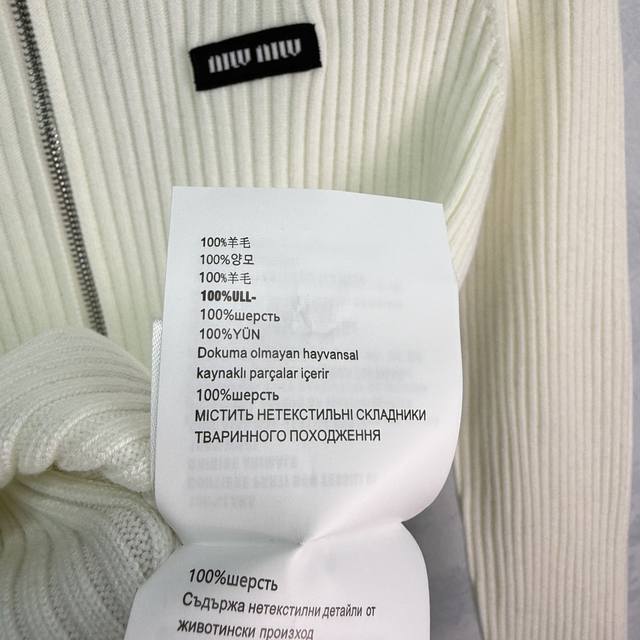 miu miu
100%羊毛
100%양모
100%羊毛
100%ULL-
100%шерсть
100%YÜN
Dokuma olmayan hayvansal
kaynaklı parçalar içerir
100%шерсть
МІСТИТЬ НЕТЕКСТИЛЬНІ СКЛАДНИКИ
ТВАРИННОГО ПОХОДЖЕННЯ
100%шерсть
Съдържа нетекстилни детайли от
животински произход